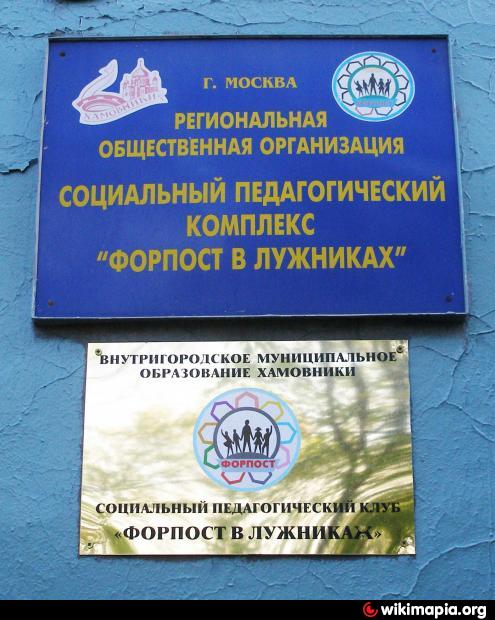 ХАМОВНИКИ
Г. МОСКВА
РЕГИОНАЛЬНАЯ
ОБЩЕСТВЕННАЯ ОРГАНИЗАЦИЯ
СОЦИАЛЬНЫЙ ПЕДАГОГИЧЕСКИЙ
КОМПЛЕКС
"ФОРПОСТ В ЛУЖНИКАХ"
ВНУТРИГОРОДСКОЕ МУНИЦИПАЛЬНОЕ
ОБРАЗОВАНИЕ ХАМОВНИКИ
ФОРПОСТ
СОЦИАЛЬНЫЙ ПЕДАГОГИЧЕСКИЙ КЛУБ
«ФОРПОСТ В ЛУЖНИКАХ»
wikimapia.org